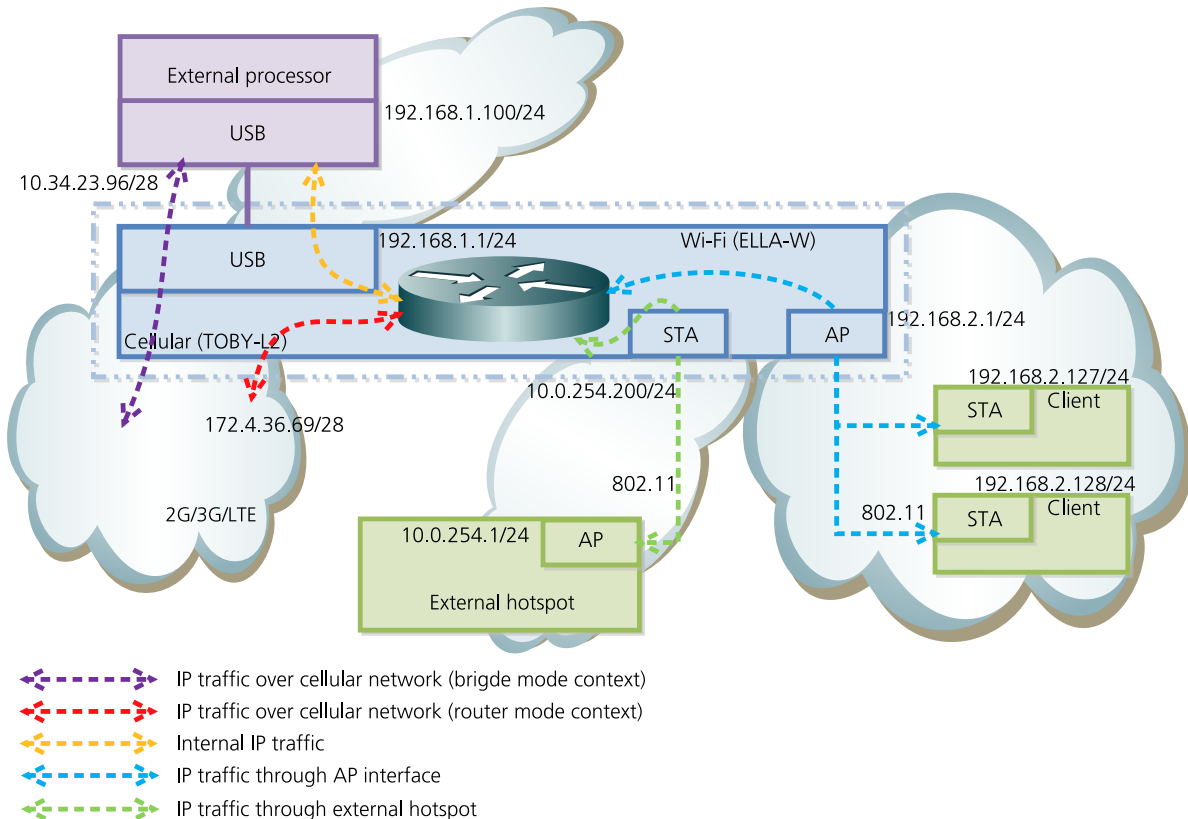 External processor
USB
192.168.1.100/24
10.34.23.96/28
192.168.1.1/24
Wi-Fi (ELLA-W)
USB
Cellular (TOBY-L2)
STA
AP
192.168.2.1/24
10.0.254.200/24
172.4.36.69/28
192.168.2.127/24
STA
Client
802.11
192.168.2.128/24
2G/3G/LTE
802.11
STA
Client
10.0.254.1/24
AP
External hotspot
IP traffic over cellular network (brigde mode context)
IP traffic over cellular network (router mode context)
Internal IP traffic
IP traffic through AP interface
IP traffic through external hotspot